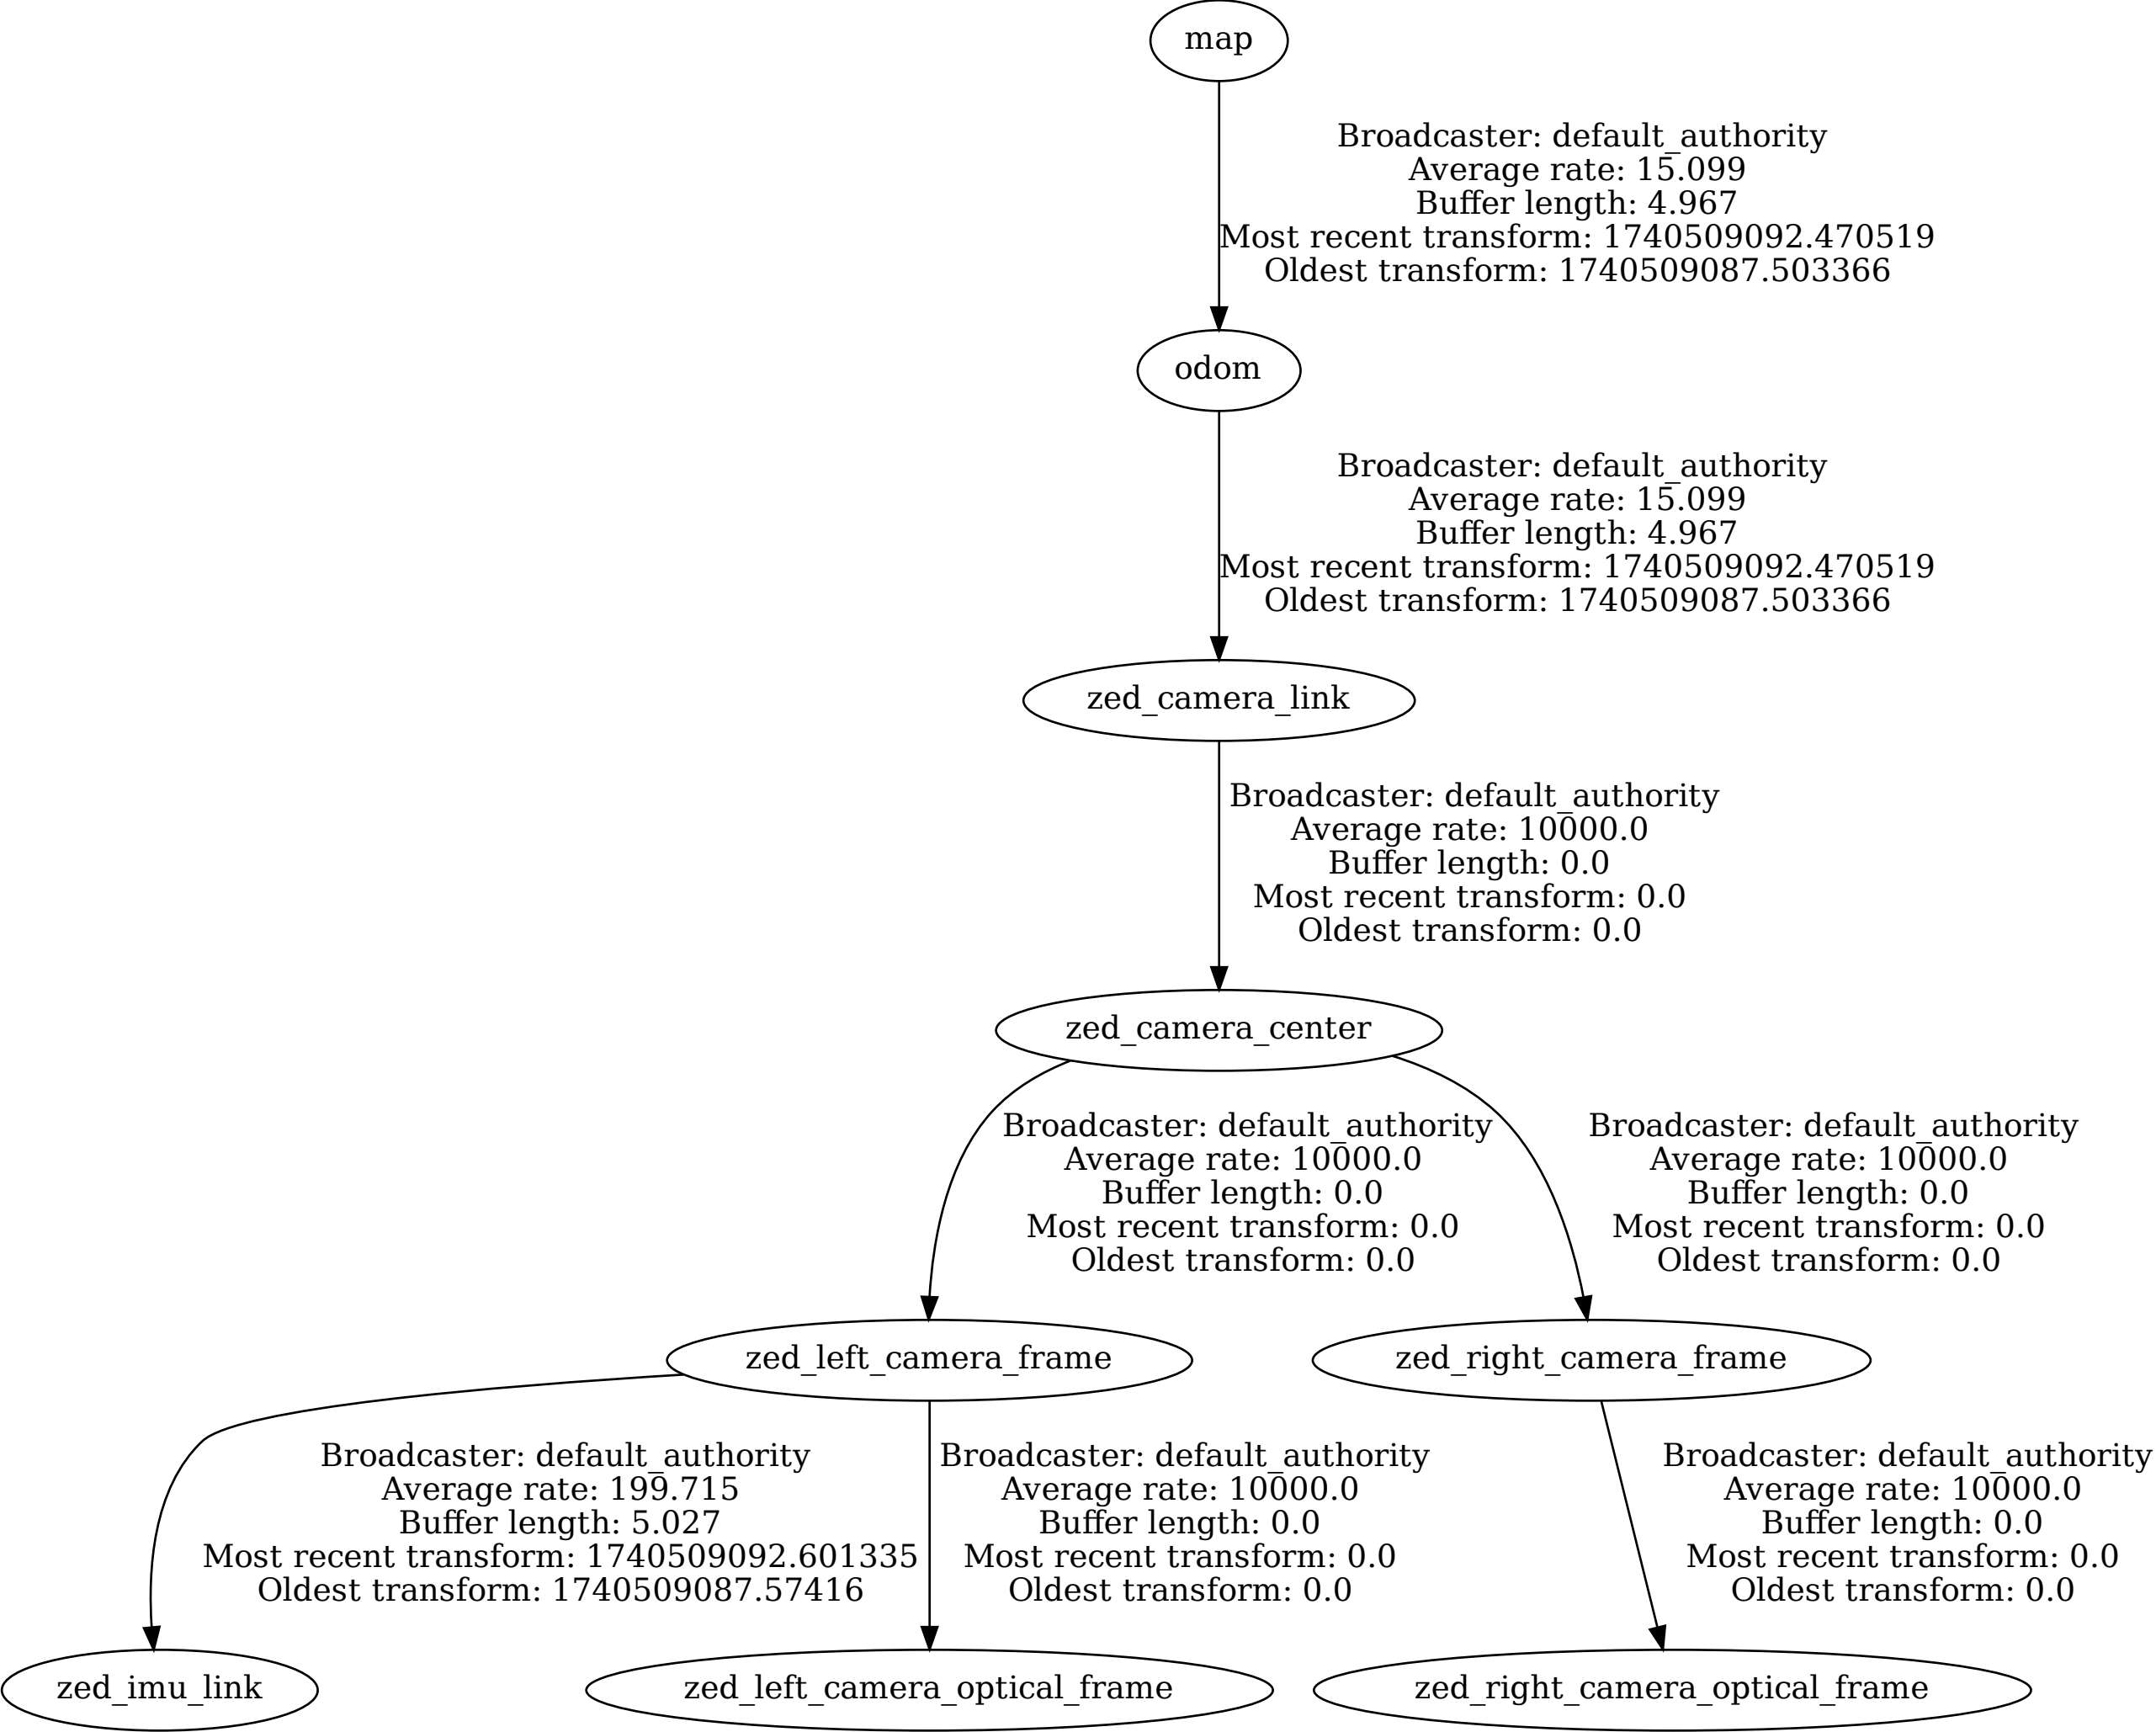 map
Broadcaster: default_authority
Average rate: 15.099
Buffer length: 4.967
Most recent transform: 1740509092.470519
Oldest transform: 1740509087.503366
odom
Broadcaster: default_authority
Average rate: 15.099
Buffer length: 4.967
Most recent transform: 1740509092.470519
Oldest transform: 1740509087.503366
zed_camera_link
Broadcaster: default_authority
Average rate: 10000.0
Buffer length: 0.0
Most recent transform: 0.0
Oldest transform: 0.0
zed_camera_center
Broadcaster: default_authority
Average rate: 10000.0
Buffer length: 0.0
Most recent transform: 0.0
Oldest transform: 0.0
Broadcaster: default_authority
Average rate: 10000.0
Buffer length: 0.0
Most recent transform: 0.0
Oldest transform: 0.0
zed_left_camera_frame
zed_right_camera_frame
Broadcaster: default_authority
Average rate: 199.715
Buffer length: 5.027
Most recent transform: 1740509092.601335
Oldest transform: 1740509087.57416
Broadcaster: default_authority
Average rate: 10000.0
Buffer length: 0.0
Most recent transform: 0.0
Oldest transform: 0.0
Broadcaster: default_authority
Average rate: 10000.0
Buffer length: 0.0
Most recent transform: 0.0
Oldest transform: 0.0
zed_imu_link
zed_left_camera_optical_frame
zed_right_camera_optical_frame